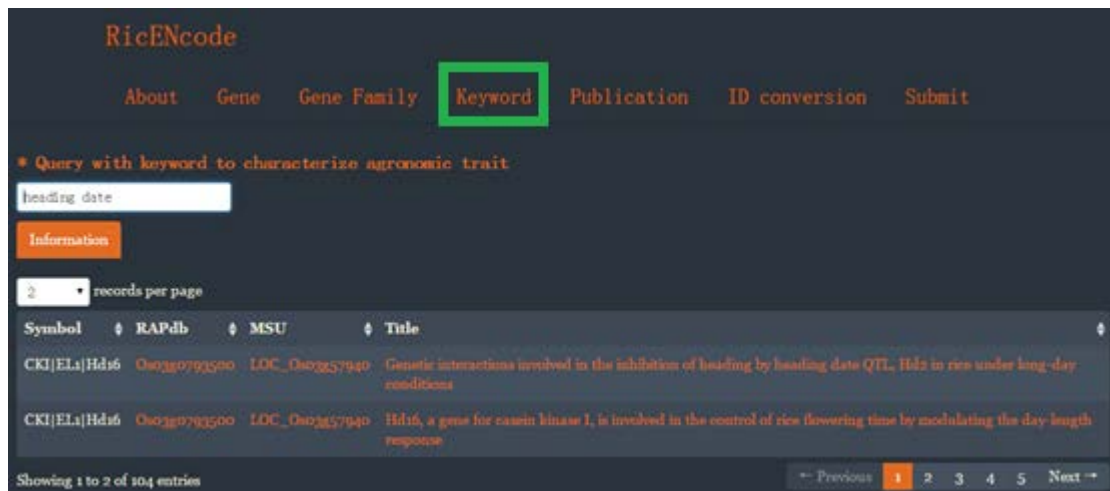 RicENcode
About Gene Gene Family Keyword Publication ID conversion Submit
* Query with keyword to characterize agronomic trait
heading date
Information
2 records per page
Symbol RAPdb MSU Title
CKI|EL1|Hd16 Os03g0793500 LOC_Os03g57940 Genetic interactions involved in the inhibition of heading by heading date QTL, Hd2 in rice under long-day
conditions
CKI|EL1|Hd16 Os03g0793500 LOC_Os03g57940 Hd16, a gene for casein kinase I, is involved in the control of rice flowering time by modulating the day-length
response
Showing 1 to 2 of 104 entries
← Previous 1 2 3 4 5 Next →